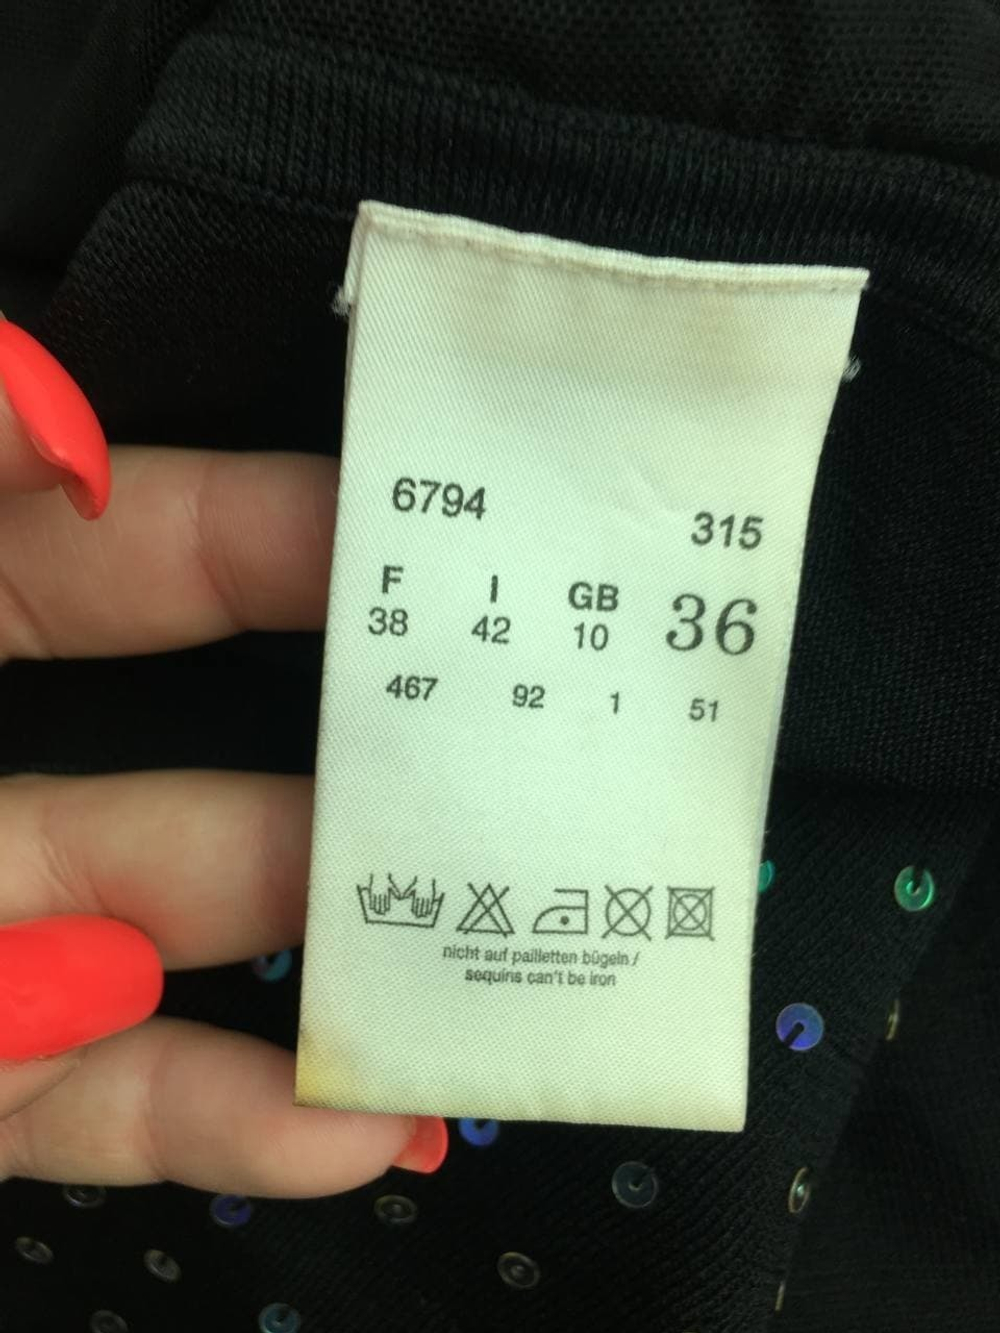 6794 315
F I GB 36
38 42 10
467 92 1 51
nicht auf pailletten bügeln /
sequins can't be iron